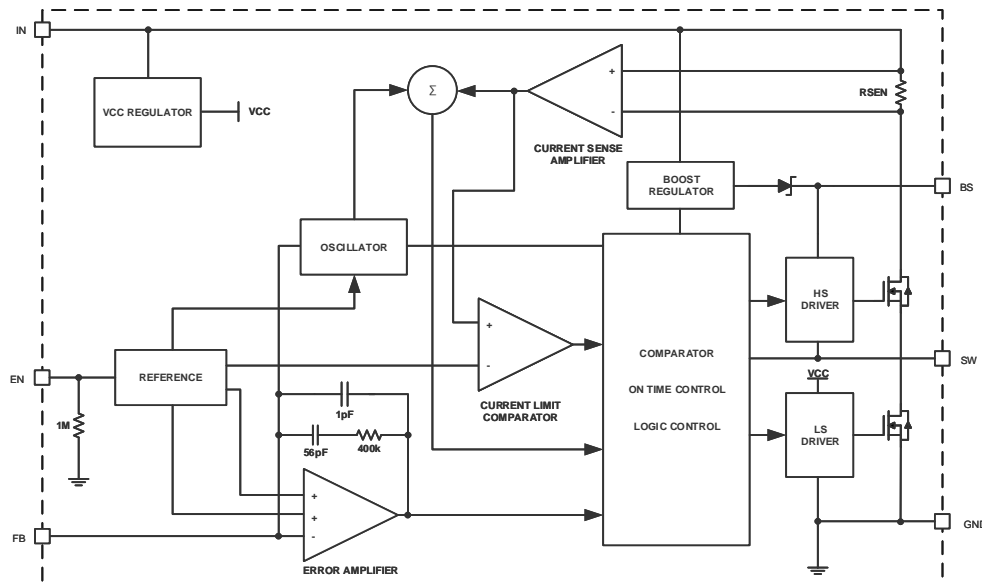 IN
VCC REGULATOR
VCC
Σ
+
-
CURRENT SENSE
AMPLIFIER
RSEN
BOOST
REGULATOR
BS
OSCILLATOR
HS
DRIVER
+
-
CURRENT LIMIT
COMPARATOR
COMPARATOR
ON TIME CONTROL
LOGIC CONTROL
SW
EN
REFERENCE
1M
1pF
56pF
400k
VCC
LS
DRIVER
+
+
-
ERROR AMPLIFIER
FB
GND